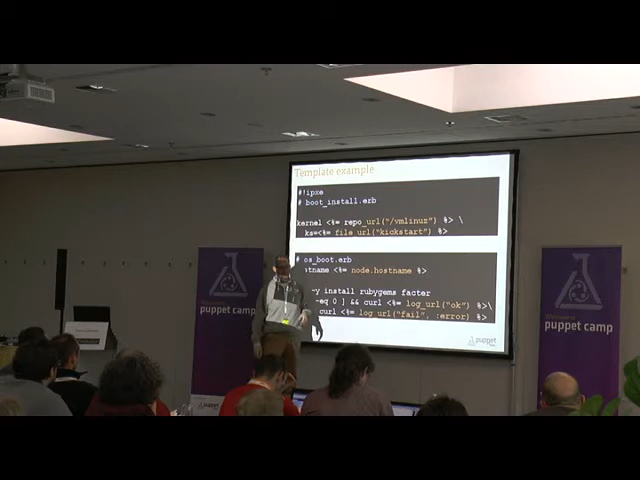 Template example
#!ipxe
# boot_install.erb
kernel <%= repo_url("/vmlinuz") %> \
ks=<%= file_url("kickstart") %>
# os_boot.erb
tname <%= node.hostname %>
-y install rubygems facter
-eq 0 ] && curl <%= log_url("ok") %>\
curl <%= log_url("fail", :error) %>
puppet
puppet camp
puppet camp